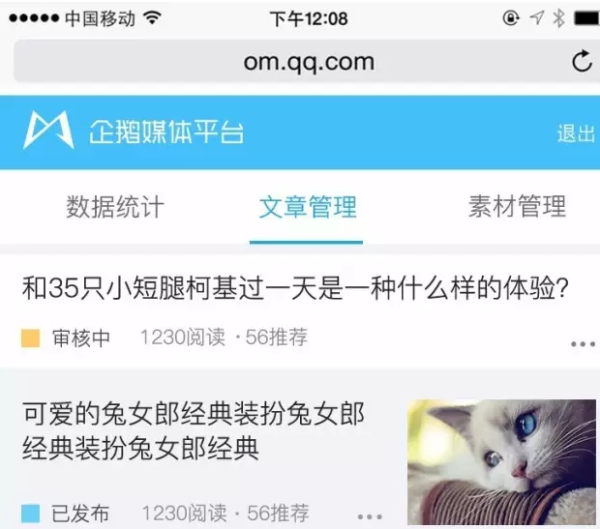 中国移动 下午12:08
om.qq.com
企鹅媒体平台 退出
数据统计 文章管理 素材管理
和35只小短腿柯基过一天是一种什么样的体验?
审核中 1230阅读 · 56推荐
可爱的兔女郎经典装扮兔女郎
经典装扮兔女郎经典
已发布 1230阅读 · 56推荐